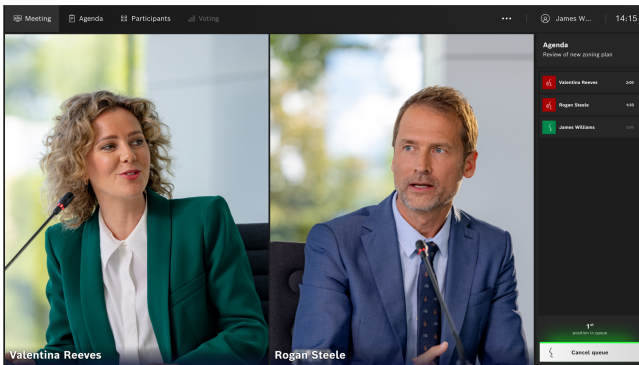 Meeting
Agenda
Participants
Voting
James W...
14:15
Agenda
Review of new zoning plan
Valentina Reeves
Rogan Steele
James Williams
1st
position in queue
Cancel queue
Valentina Reeves
Rogan Steele